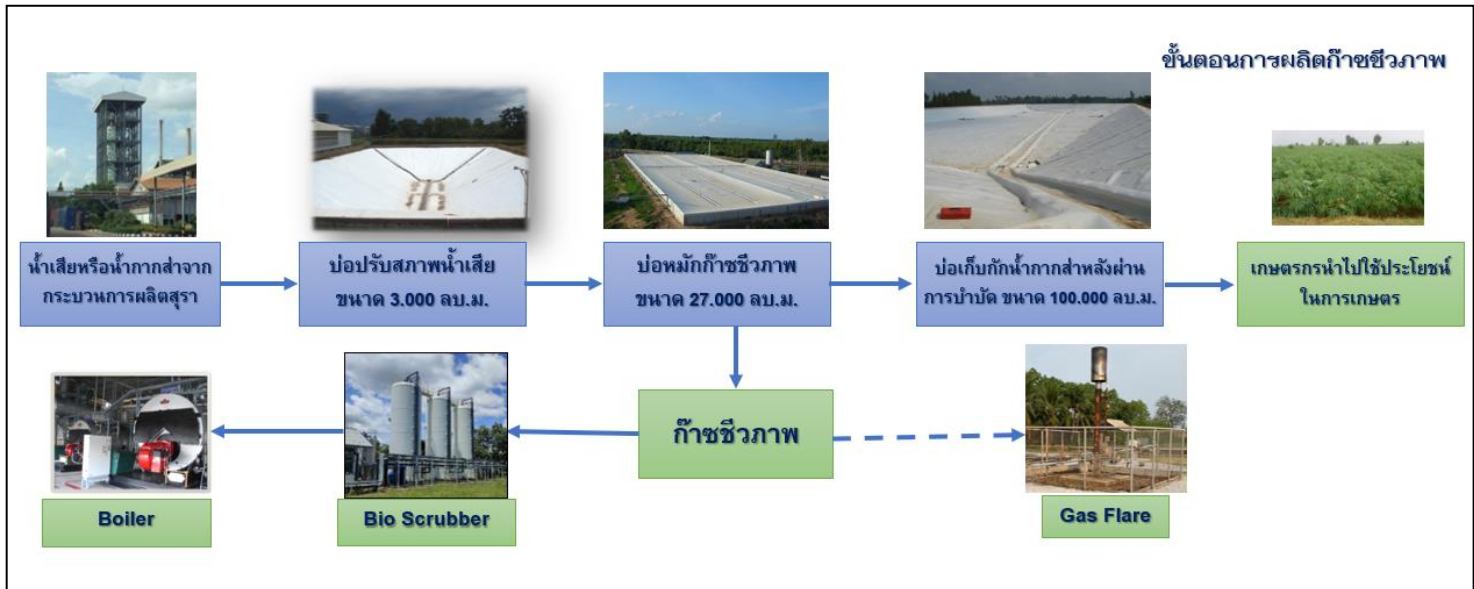 ขั้นตอนการผลิตก๊าซชีวภาพ
น้ำเสียหรือน้ำกากส่าจาก
กระบวนการผลิตสุรา
บ่อปรับสภาพน้ำเสีย
ขนาด 3.000 ลบ.ม.
บ่อหมักก๊าซชีวภาพ
ขนาด 27.000 ลบ.ม.
บ่อเก็บกักน้ำกากส่าหลังผ่าน
การบำบัด ขนาด 100.000 ลบ.ม.
เกษตรกรนำไปใช้ประโยชน์
ในการเกษตร
ก๊าซชีวภาพ
Boiler
Bio Scrubber
Gas Flare